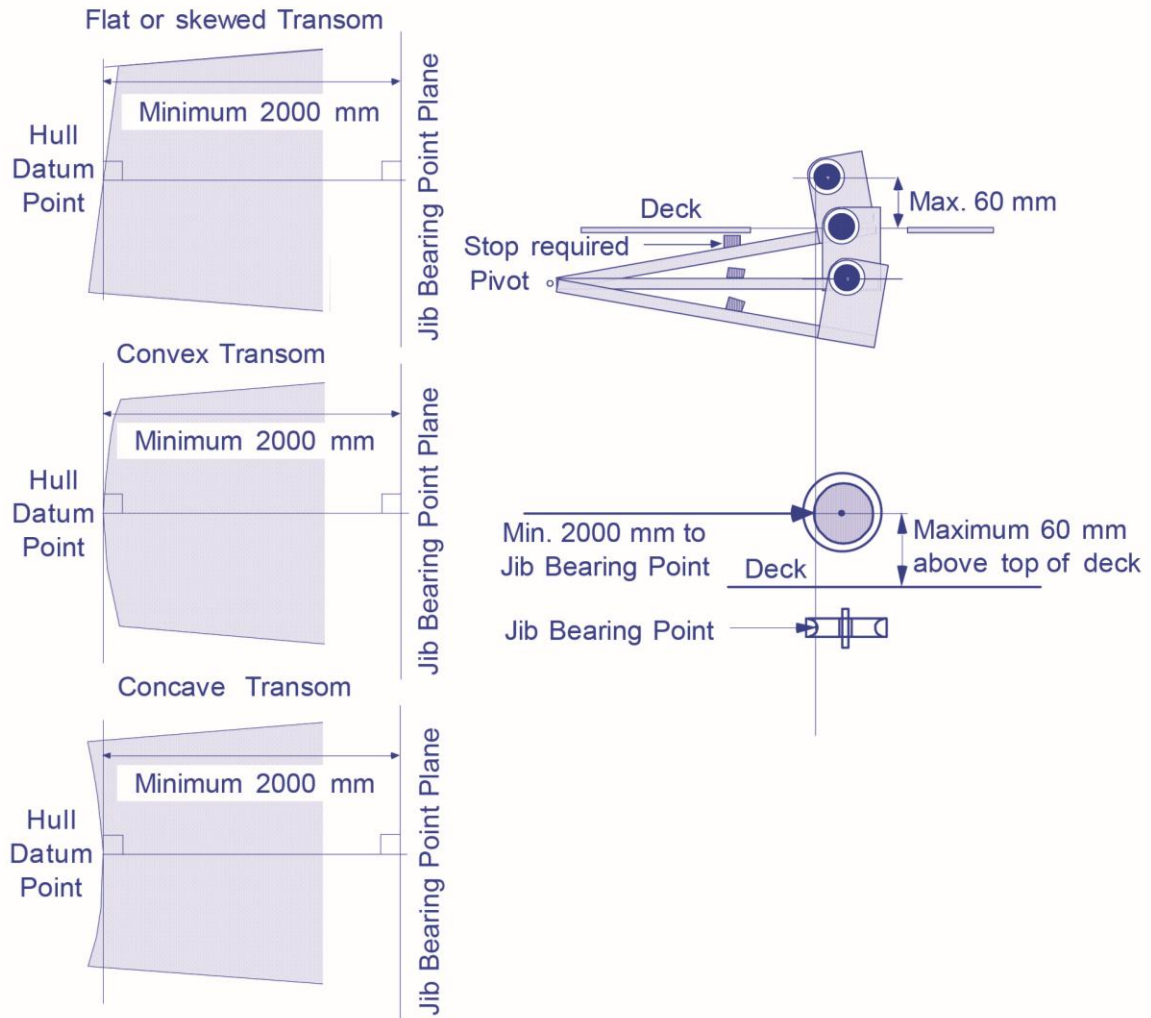 Flat or skewed Transom
Minimum 2000 mm
Hull
Datum
Point
Jib Bearing Point Plane
Convex Transom
Minimum 2000 mm
Hull
Datum
Point
Jib Bearing Point Plane
Concave Transom
Minimum 2000 mm
Hull
Datum
Point
Jib Bearing Point Plane
Deck
Max. 60 mm
Stop required
Pivot
Min. 2000 mm to
Jib Bearing Point
Maximum 60 mm
above top of deck
Deck
Jib Bearing Point